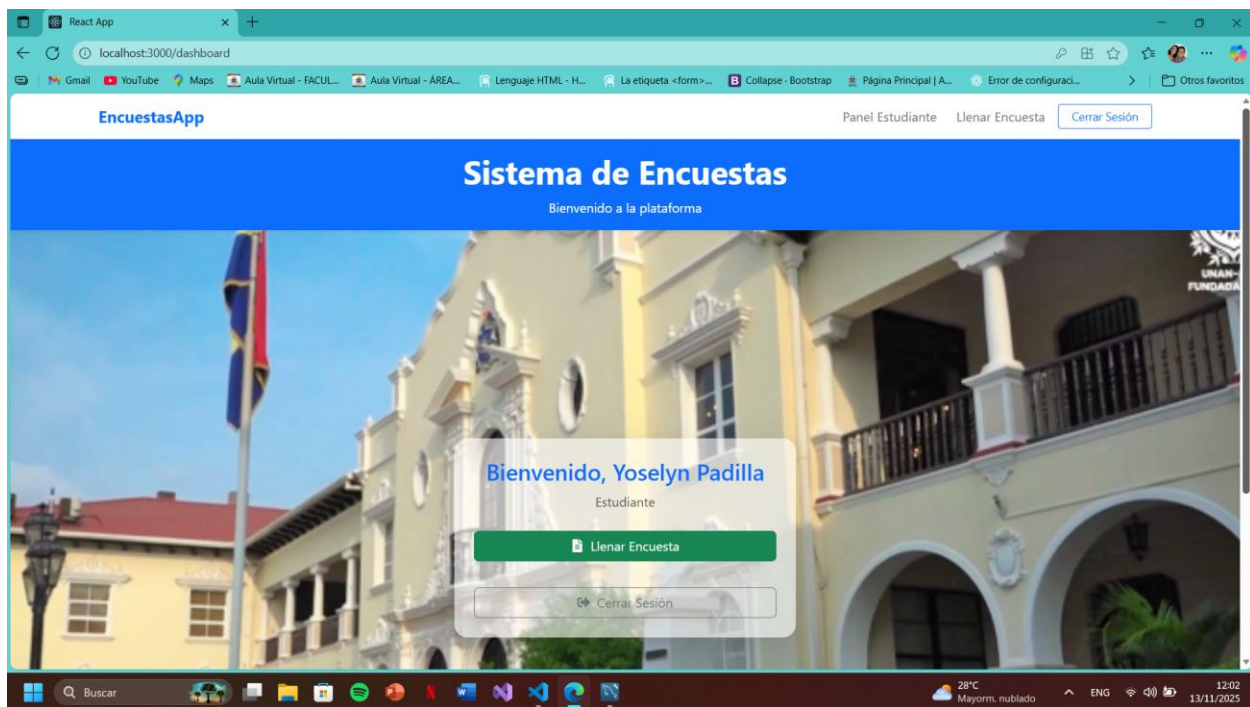 React App
localhost:3000/dashboard
Gmail YouTube Maps Aula Virtual - FACUL... Aula Virtual - ÁREA... Lenguaje HTML - H... La etiqueta <form>... Collapse · Bootstrap Página Principal | A... Error de configuraci... Otros favoritos
EncuestasApp Panel Estudiante Llenar Encuesta Cerrar Sesión
Sistema de Encuestas
Bienvenido a la plataforma
UNAN-
FUNDADA
Bienvenido, Yoselyn Padilla
Estudiante
Llenar Encuesta
Cerrar Sesión
Buscar
28°C
Mayorm. nublado
ENG
12:02
13/11/2025